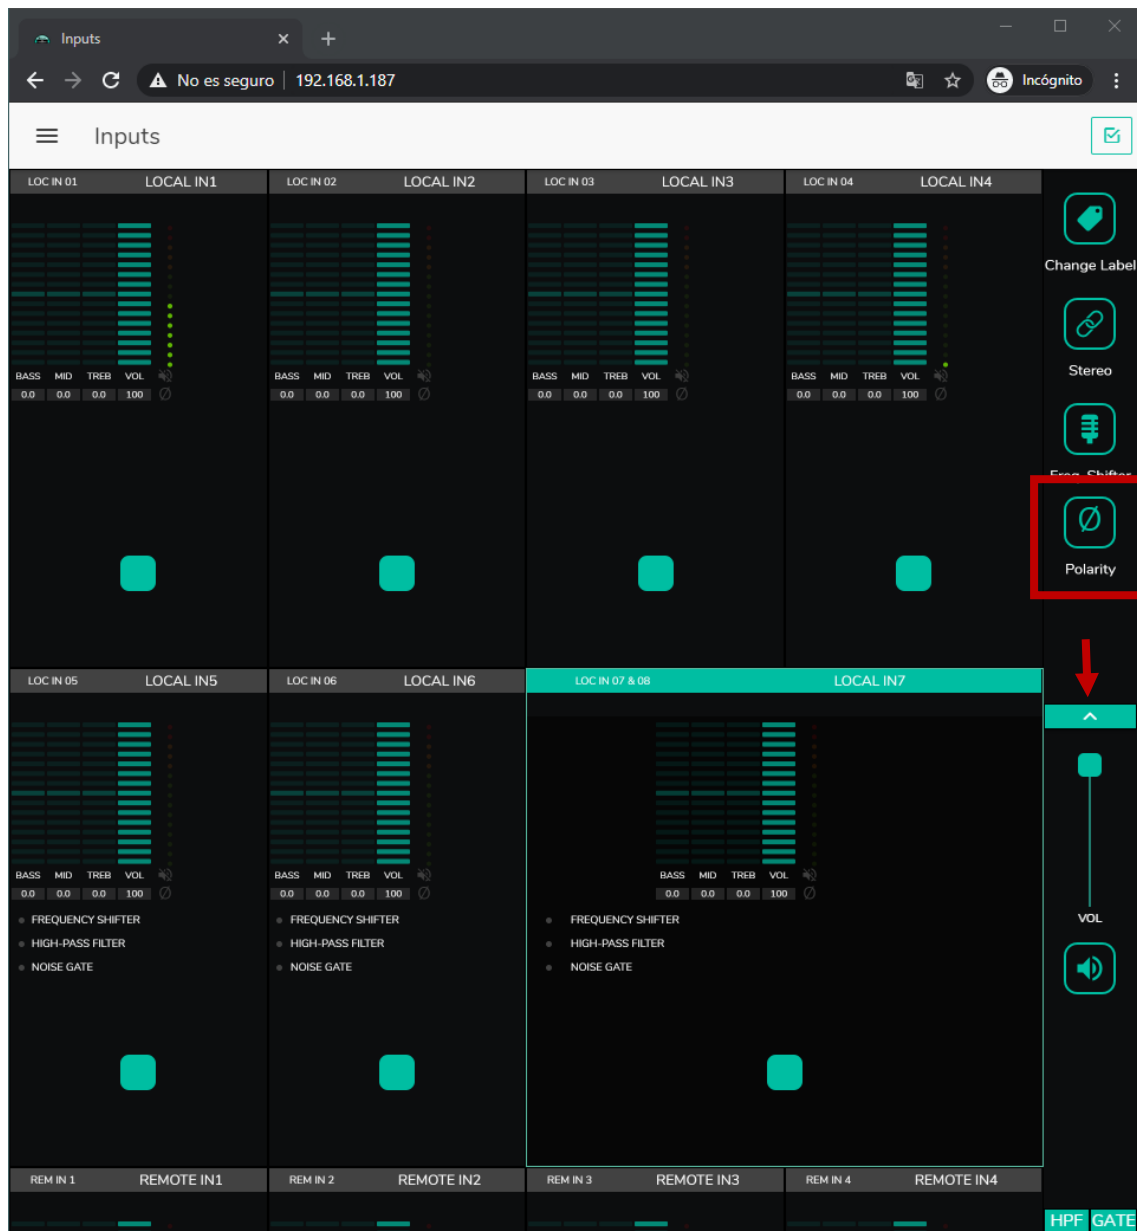 Inputs
No es seguro | 192.168.1.187
Incógnito
Inputs
LOC IN 01 LOCAL IN1
LOC IN 02 LOCAL IN2
LOC IN 03 LOCAL IN3
LOC IN 04 LOCAL IN4
BASS MID TREB VOL
0.0 0.0 0.0 100 Ø
BASS MID TREB VOL
0.0 0.0 0.0 100 Ø
BASS MID TREB VOL
0.0 0.0 0.0 100 Ø
BASS MID TREB VOL
0.0 0.0 0.0 100 Ø
Change Label
Stereo
Freq. Shifter
Ø
Polarity
LOC IN 05 LOCAL IN5
LOC IN 06 LOCAL IN6
LOC IN 07 & 08 LOCAL IN7
BASS MID TREB VOL
0.0 0.0 0.0 100 Ø
FREQUENCY SHIFTER
HIGH-PASS FILTER
NOISE GATE
BASS MID TREB VOL
0.0 0.0 0.0 100 Ø
FREQUENCY SHIFTER
HIGH-PASS FILTER
NOISE GATE
BASS MID TREB VOL
0.0 0.0 0.0 100 Ø
FREQUENCY SHIFTER
HIGH-PASS FILTER
NOISE GATE
VOL
REM IN 1 REMOTE IN1
REM IN 2 REMOTE IN2
REM IN 3 REMOTE IN3
REM IN 4 REMOTE IN4
HPF GATE